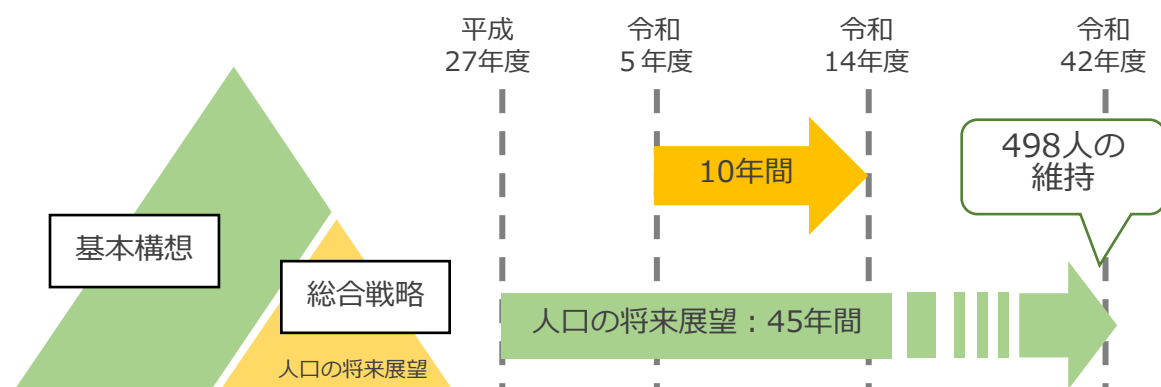 平成
27年度
令和
5年度
令和
14年度
令和
42年度
498人の
維持
10年間
基本構想
総合戦略
人口の将来展望：45年間
人口の将来展望